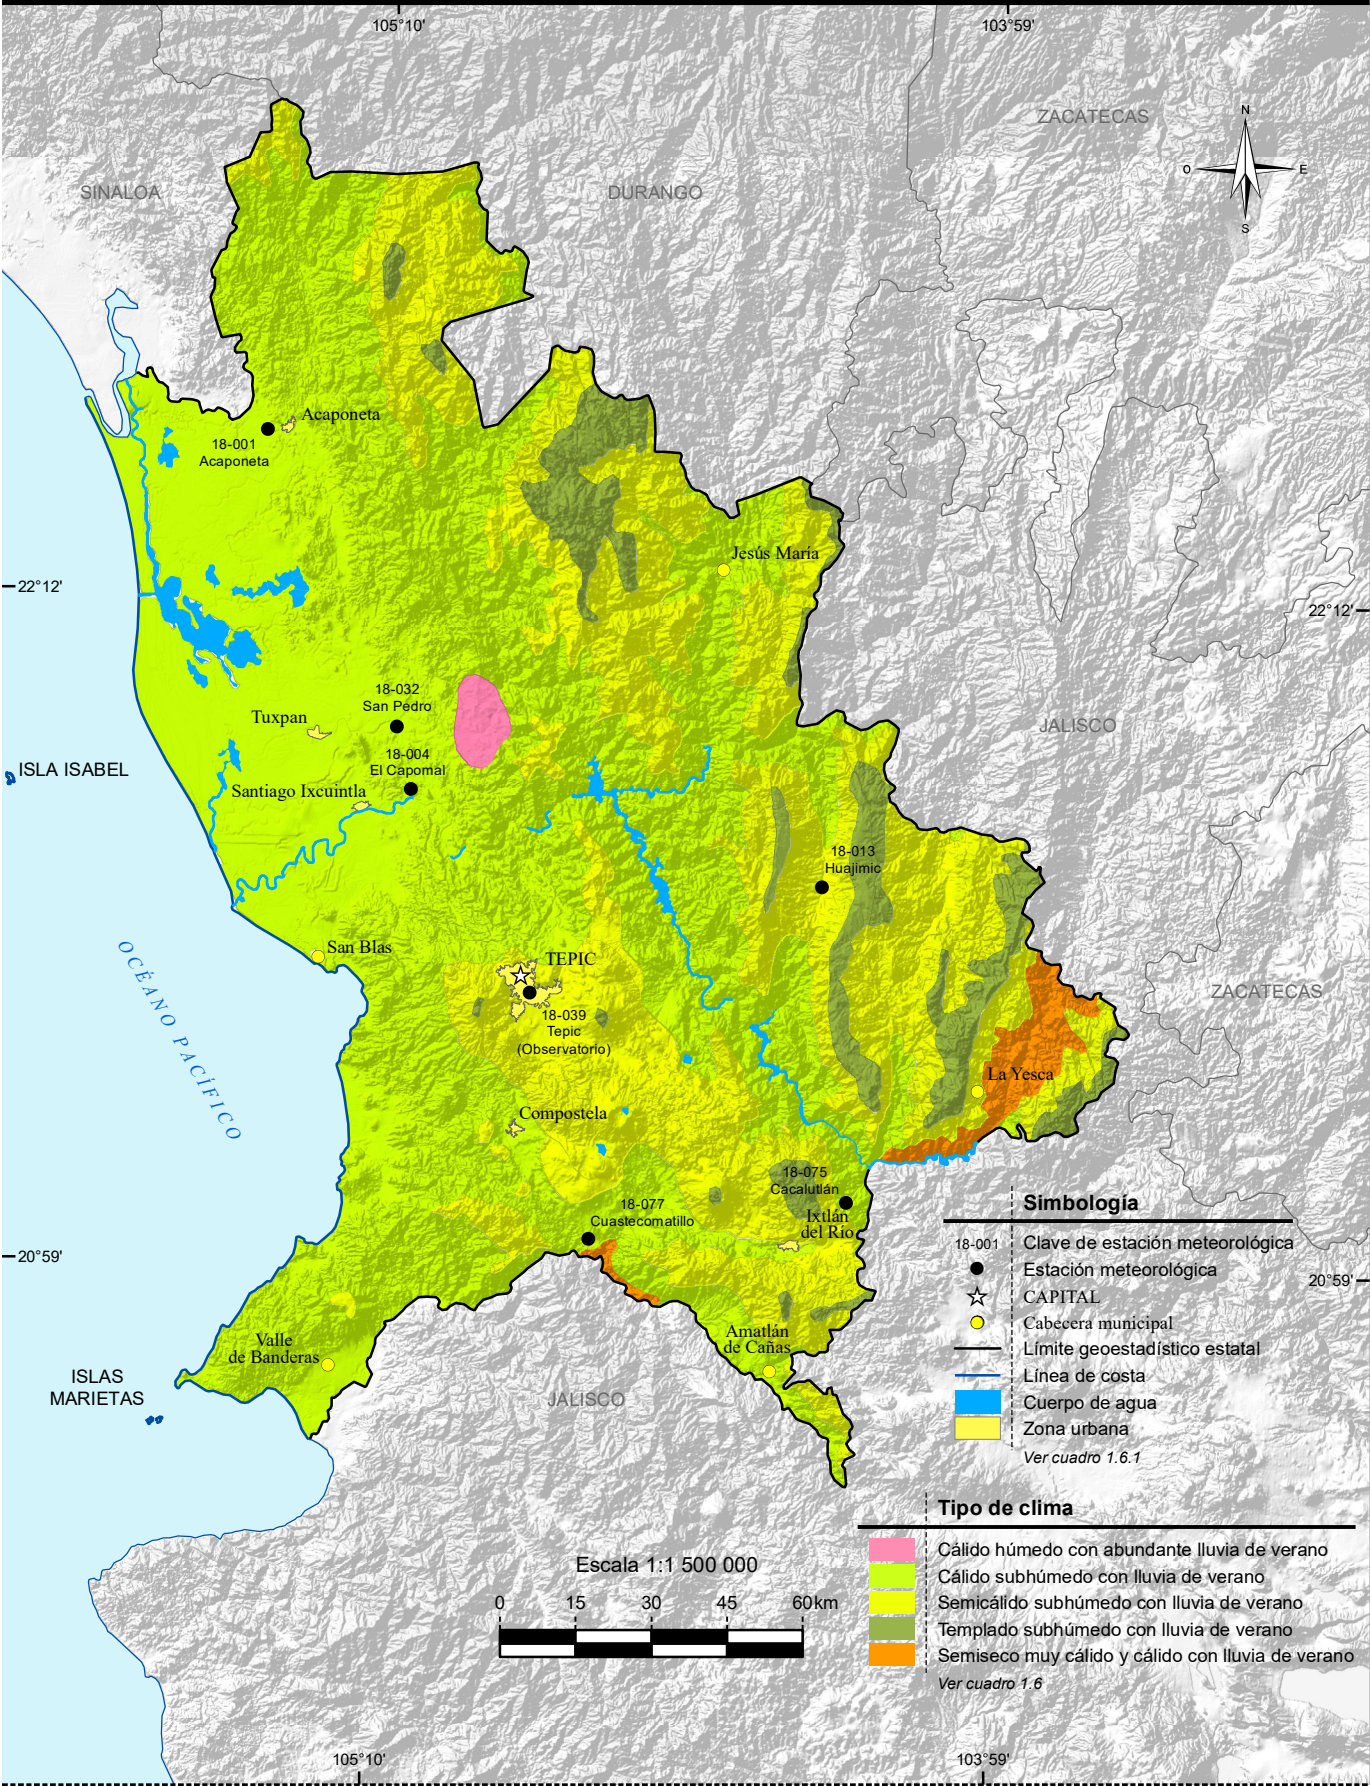 105°10'
103°59'
ZACATECAS
N
O
E
S
SINALOA
DURANGO
Acaponeta
18-001
Acaponeta
Jesús María
22°12'
22°12'
18-032
San Pedro
Tuxpan
JALISCO
18-004
El Capomal
ISLA ISABEL
Santiago Ixcuintla
18-013
Huajimic
San Blas
OCÉANO PACÍFICO
TEPIC
ZACATECAS
18-039
Tepic
(Observatorio)
La Yesca
Compostela
18-075
Cacalutlán
18-077
Cuastecomatillo
Ixtlán
del Río
20°59'
20°59'
Amatlán
de Cañas
Valle
de Banderas
ISLAS
MARIETAS
JALISCO
Simbología
18-001 Clave de estación meteorológica
Estación meteorológica
CAPITAL
Cabecera municipal
Límite geoestadístico estatal
Línea de costa
Cuerpo de agua
Zona urbana
Ver cuadro 1.6.1
Tipo de clima
Cálido húmedo con abundante lluvia de verano
Cálido subhúmedo con lluvia de verano
Semicálido subhúmedo con lluvia de verano
Templado subhúmedo con lluvia de verano
Semiseco muy cálido y cálido con lluvia de verano
Ver cuadro 1.6
Escala 1:1 500 000
0 15 30 45 60 km
105°10'
103°59'